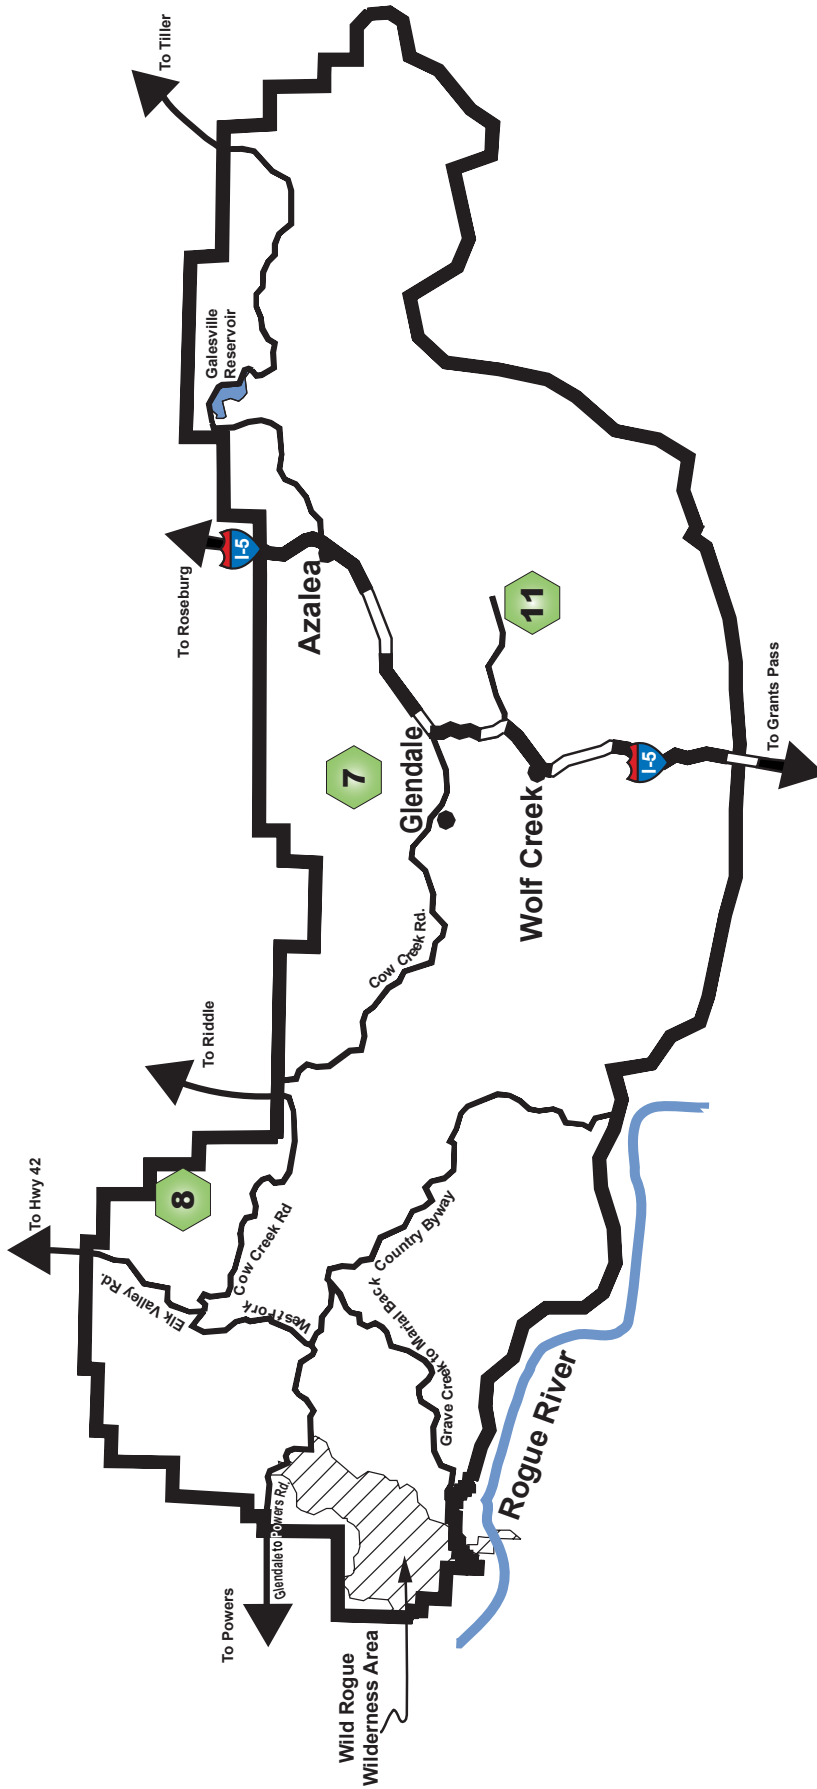 To Tiller
Galesville
Reservoir
To Roseburg
I-5
Azalea
11
7
Glendale
Wolf Creek
I-5
To Grants Pass
Cow Creek Rd.
To Riddle
To Hwy 42
8
Elk Valley Rd.
Cow Creek Rd
West Fork
Grave Creek to Marial Back Country Byway
Rogue River
Glendale to Powers Rd.
To Powers
Wild Rogue
Wilderness Area